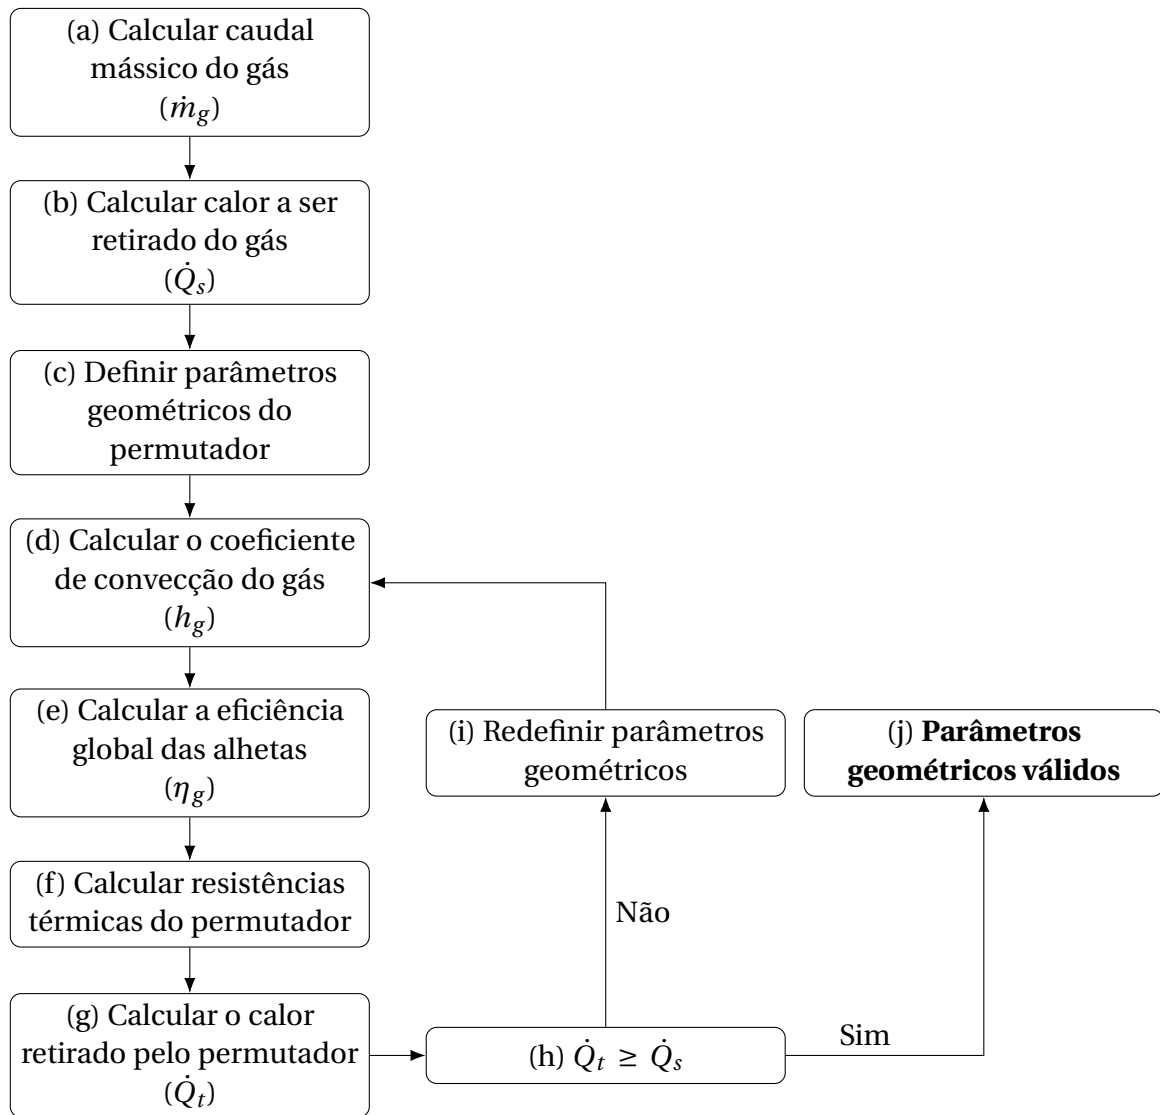 (a) Calcular caudal
mássico do gás
(ṁ_g)
(b) Calcular calor a ser
retirado do gás
(Q̇_s)
(c) Definir parâmetros
geométricos do
permutador
(d) Calcular o coeficiente
de convecção do gás
(h_g)
(e) Calcular a eficiência
global das alhetas
(η_g)
(f) Calcular resistências
térmicas do permutador
(g) Calcular o calor
retirado pelo permutador
(Q̇_t)
(h) Q̇_t ≥ Q̇_s
Não
(i) Redefinir parâmetros
geométricos
Sim
(j) Parâmetros
geométricos válidos